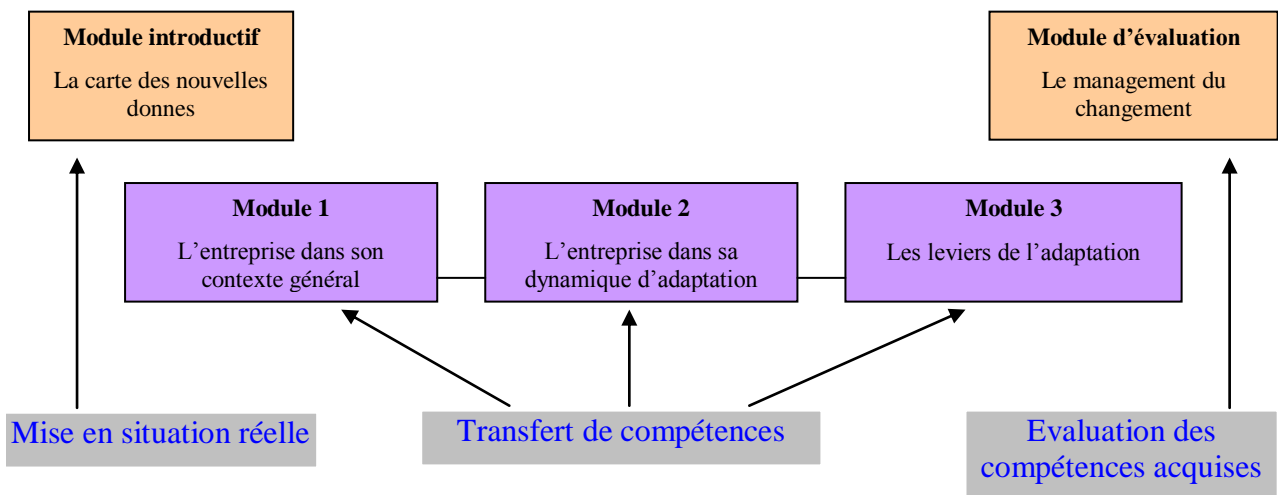 Module introductif
La carte des nouvelles
donnes
Module d’évaluation
Le management du
changement
Module 1
L’entreprise dans son
contexte général
Module 2
L’entreprise dans sa
dynamique d’adaptation
Module 3
Les leviers de l’adaptation
Mise en situation réelle
Transfert de compétences
Evaluation des
compétences acquises